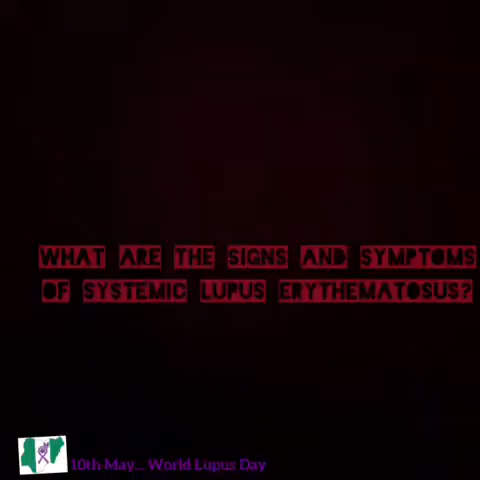 WHAT ARE THE SIGNS AND SYMPTOMS
OF SYSTEMIC LUPUS ERYTHEMATOSUS?
10th May... World Lupus Day